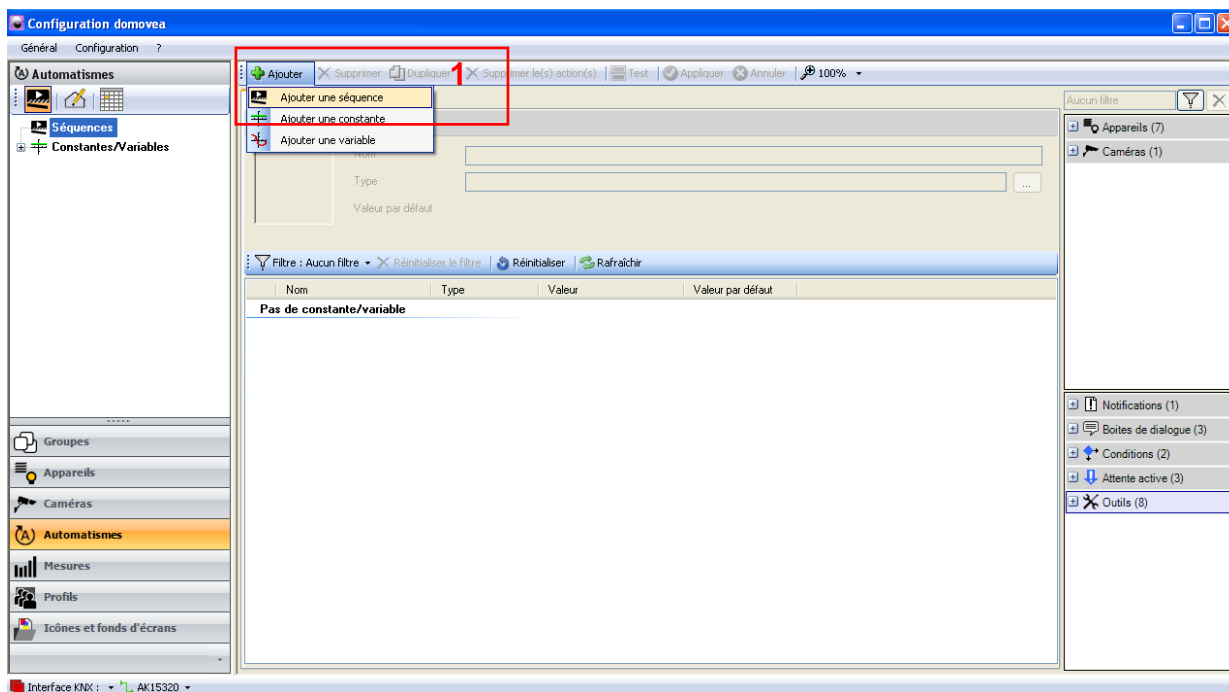 Configuration domovea
Général Configuration ?
Automatismes
Séquences
Constantes/Variables
Groupes
Appareils
Caméras
Automatismes
Mesures
Profils
Icônes et fonds d'écrans
Ajouter Supprimer Dupliquer 1 Supprimer le(s) action(s) Test Appliquer Annuler 100%
Ajouter une séquence
Ajouter une constante
Ajouter une variable
Nom
Type ...
Valeur par défaut
Filtre : Aucun filtre Réinitialiser le filtre Réinitialiser Rafraîchir
Nom Type Valeur Valeur par défaut
Pas de constante/variable
Aucun filtre
Appareils (7)
Caméras (1)
Notifications (1)
Boites de dialogue (3)
Conditions (2)
Attente active (3)
Outils (8)
Interface KNX : AK15320